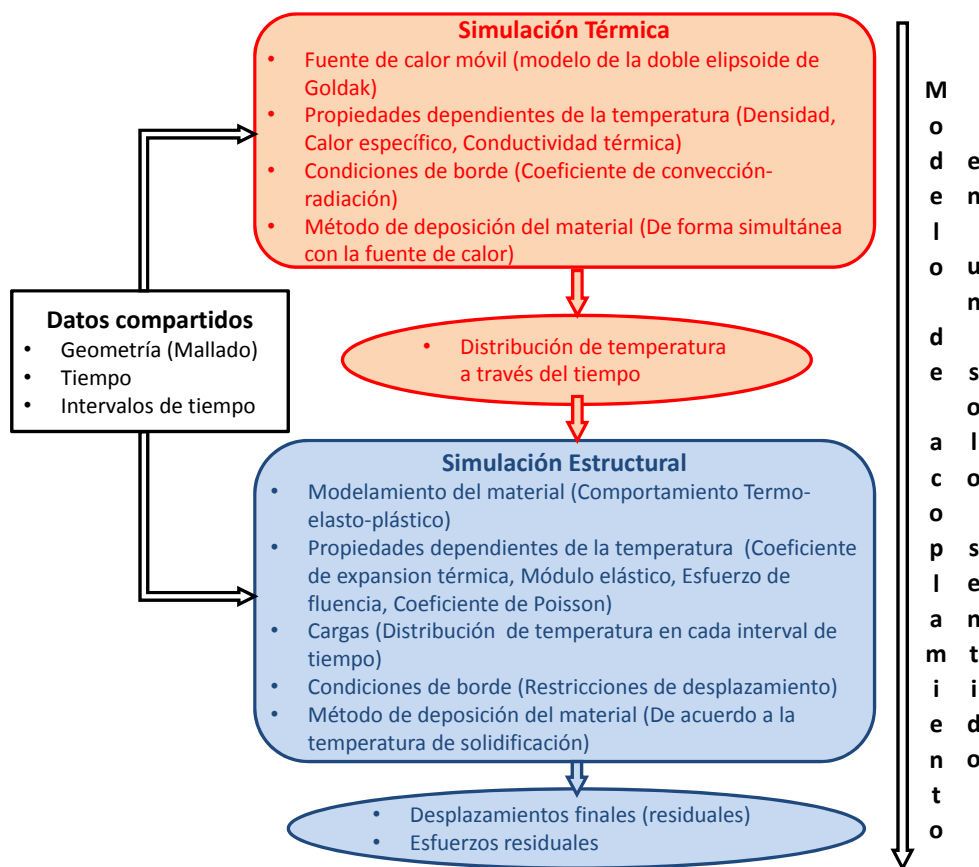 Simulación Térmica
• Fuente de calor móvil (modelo de la doble elipsoide de
Goldak)
• Propiedades dependientes de la temperatura (Densidad,
Calor específico, Conductividad térmica)
• Condiciones de borde (Coeficiente de convección-
radiación)
• Método de deposición del material (De forma simultánea
con la fuente de calor)
Datos compartidos
• Geometría (Mallado)
• Tiempo
• Intervalos de tiempo
• Distribución de temperatura
a través del tiempo
Simulación Estructural
• Modelamiento del material (Comportamiento Termo-
elasto-plástico)
• Propiedades dependientes de la temperatura (Coeficiente
de expansion térmica, Módulo elástico, Esfuerzo de
fluencia, Coeficiente de Poisson)
• Cargas (Distribución de temperatura en cada interval de
tiempo)
• Condiciones de borde (Restricciones de desplazamiento)
• Método de deposición del material (De acuerdo a la
temperatura de solidificación)
• Desplazamientos finales (residuales)
• Esfuerzos residuales
Modelo de acoplamiento
en un solo sentido